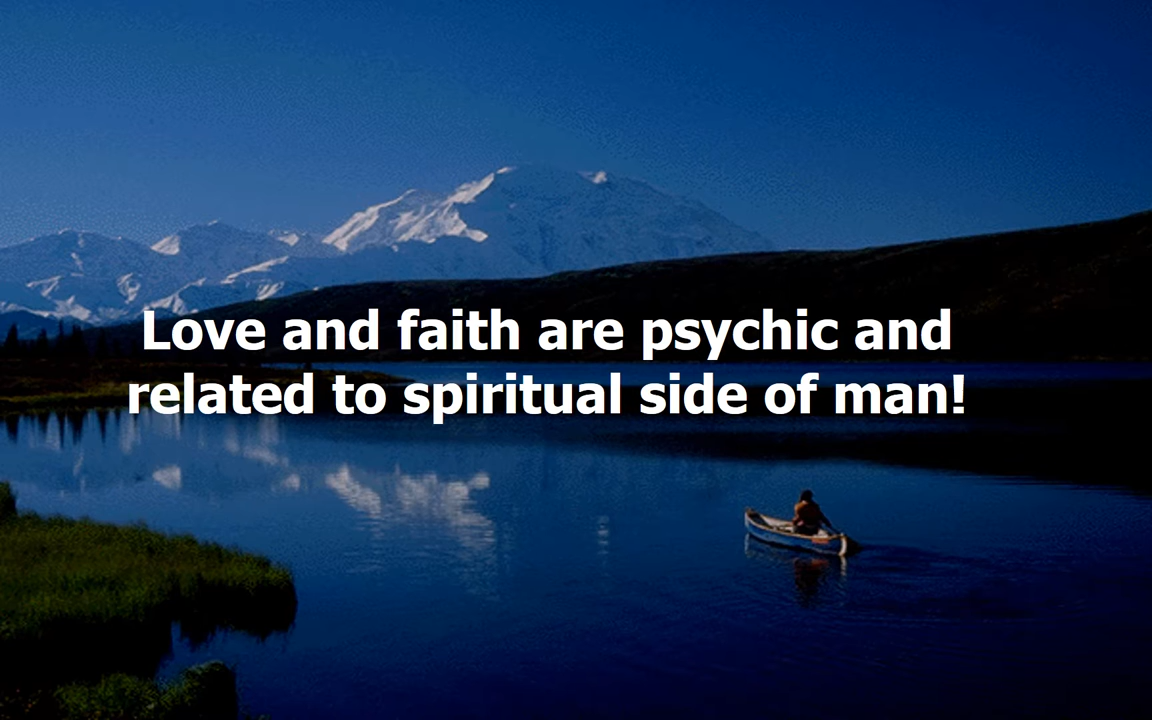 Love and faith are psychic and
related to spiritual side of man!